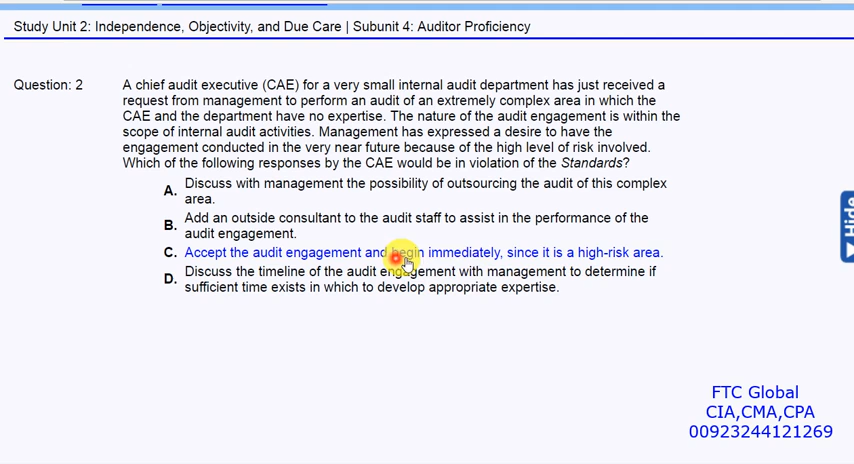 Study Unit 2: Independence, Objectivity, and Due Care | Subunit 4: Auditor Proficiency
Question: 2
A chief audit executive (CAE) for a very small internal audit department has just received a
request from management to perform an audit of an extremely complex area in which the
CAE and the department have no expertise. The nature of the audit engagement is within the
scope of internal audit activities. Management has expressed a desire to have the
engagement conducted in the very near future because of the high level of risk involved.
Which of the following responses by the CAE would be in violation of the Standards?
A. Discuss with management the possibility of outsourcing the audit of this complex
area.
B. Add an outside consultant to the audit staff to assist in the performance of the
audit engagement.
C. Accept the audit engagement and begin immediately, since it is a high-risk area.
D. Discuss the timeline of the audit engagement with management to determine if
sufficient time exists in which to develop appropriate expertise.
Hide
FTC Global
CIA,CMA,CPA
00923244121269